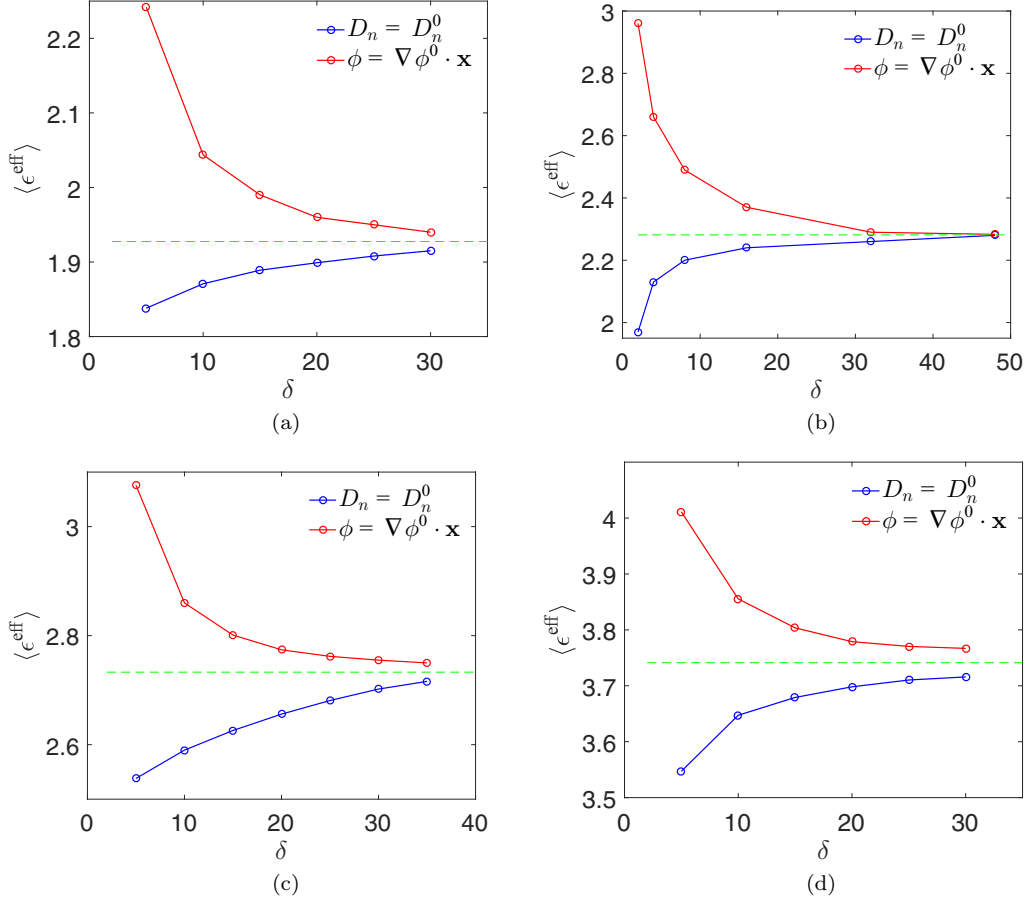 2.2
2.1
2
1.9
1.8
0
10
20
30
⟨ϵ^eff⟩
δ
D_n = D_n^0
ϕ = ∇ϕ^0 · x
(a)
3
2.8
2.6
2.4
2.2
2
0
10
20
30
40
50
⟨ϵ^eff⟩
δ
D_n = D_n^0
ϕ = ∇ϕ^0 · x
(b)
3
2.8
2.6
0
10
20
30
40
⟨ϵ^eff⟩
δ
D_n = D_n^0
ϕ = ∇ϕ^0 · x
(c)
4
3.9
3.8
3.7
3.6
3.5
0
10
20
30
⟨ϵ^eff⟩
δ
D_n = D_n^0
ϕ = ∇ϕ^0 · x
(d)